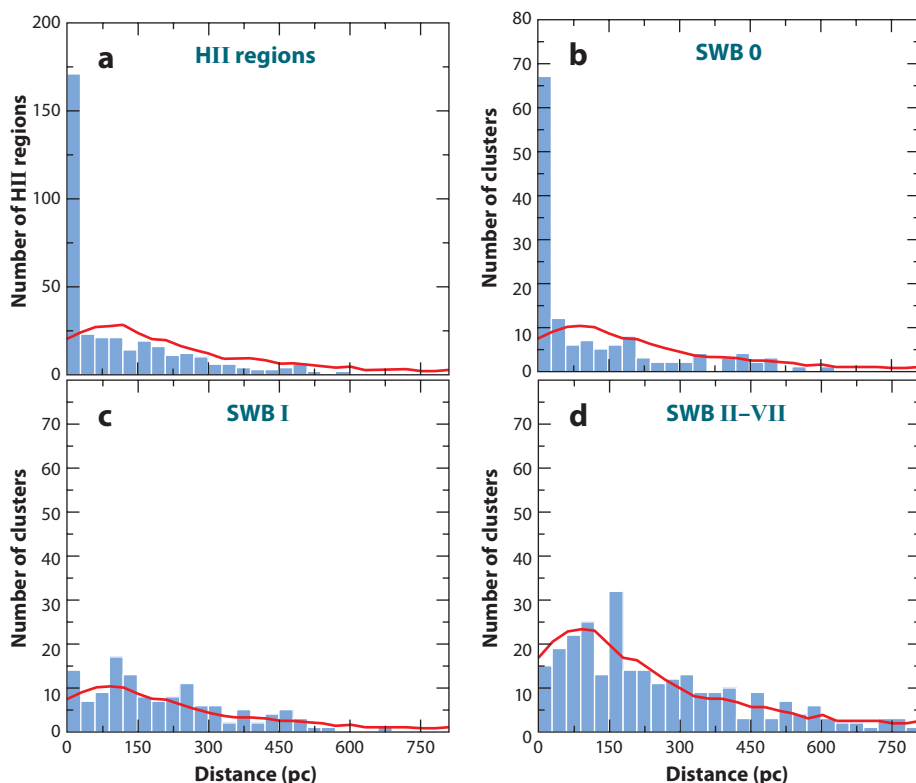 a
HII regions
Number of HII regions
200
150
100
50
0
b
SWB 0
Number of clusters
80
70
60
50
40
30
20
10
0
c
SWB I
Number of clusters
70
60
50
40
30
20
10
0
0 150 300 450 600 750
Distance (pc)
d
SWB II–VII
Number of clusters
70
60
50
40
30
20
10
0
0 150 300 450 600 750
Distance (pc)